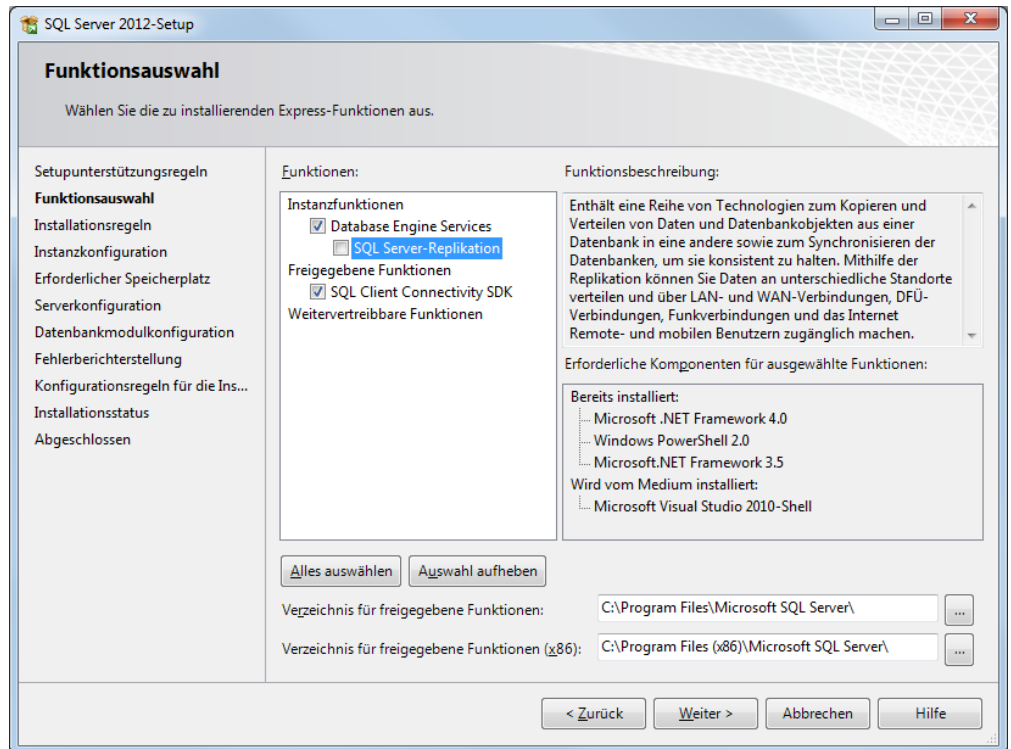 SQL Server 2012-Setup
Funktionsauswahl
Wählen Sie die zu installierenden Express-Funktionen aus.
Setupunterstützungsregeln
Funktionsauswahl
Installationsregeln
Instanzkonfiguration
Erforderlicher Speicherplatz
Serverkonfiguration
Datenbankmodulkonfiguration
Fehlerberichterstellung
Konfigurationsregeln für die Ins...
Installationsstatus
Abgeschlossen
Funktionen:
Instanzfunktionen
Database Engine Services
SQL Server-Replikation
Freigegebene Funktionen
SQL Client Connectivity SDK
Weitervertreibbare Funktionen
Funktionsbeschreibung:
Enthält eine Reihe von Technologien zum Kopieren und
Verteilen von Daten und Datenbankobjekten aus einer
Datenbank in eine andere sowie zum Synchronisieren der
Datenbanken, um sie konsistent zu halten. Mithilfe der
Replikation können Sie Daten an unterschiedliche Standorte
verteilen und über LAN- und WAN-Verbindungen, DFÜ-
Verbindungen, Funkverbindungen und das Internet
Remote- und mobilen Benutzern zugänglich machen.
Erforderliche Komponenten für ausgewählte Funktionen:
Bereits installiert:
Microsoft .NET Framework 4.0
Windows PowerShell 2.0
Microsoft.NET Framework 3.5
Wird vom Medium installiert:
Microsoft Visual Studio 2010-Shell
Alles auswählen
Auswahl aufheben
Verzeichnis für freigegebene Funktionen:
C:\Program Files\Microsoft SQL Server\
...
Verzeichnis für freigegebene Funktionen (x86):
C:\Program Files (x86)\Microsoft SQL Server\
...
< Zurück
Weiter >
Abbrechen
Hilfe